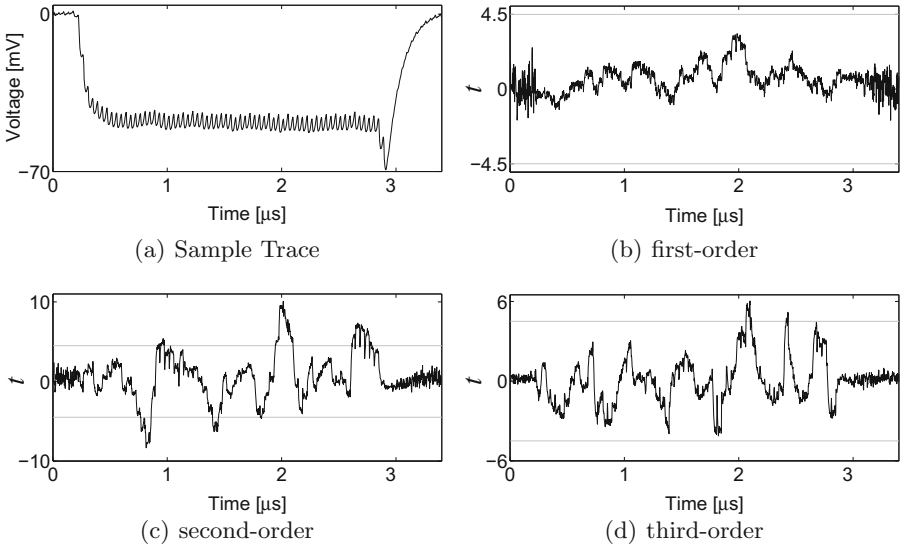 0
−70
Voltage [mV]
0 1 2 3
Time [μs]
(a) Sample Trace
4.5
0
−4.5
t
0 1 2 3
Time [μs]
(b) first-order
10
0
−10
t
0 1 2 3
Time [μs]
(c) second-order
6
0
−6
t
0 1 2 3
Time [μs]
(d) third-order